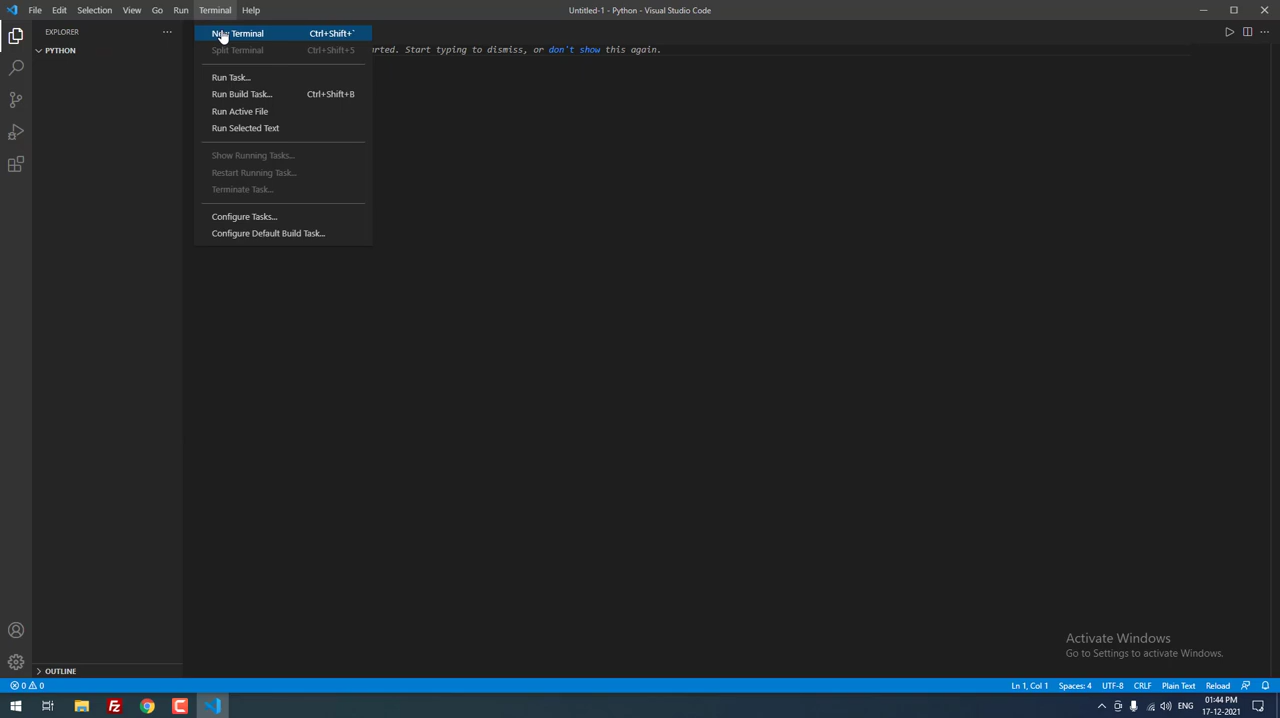 File Edit Selection View Go Run Terminal Help
Untitled-1 - Python - Visual Studio Code
EXPLORER
PYTHON
New Terminal Ctrl+Shift+`
Split Terminal Ctrl+Shift+5
Run Task...
Run Build Task... Ctrl+Shift+B
Run Active File
Run Selected Text
Show Running Tasks...
Restart Running Task...
Terminate Task...
Configure Tasks...
Configure Default Build Task...
Start typing to dismiss, or don't show this again.
Activate Windows
Go to Settings to activate Windows.
OUTLINE
0 0
Ln 1, Col 1 Spaces: 4 UTF-8 CRLF Plain Text Reload
ENG
01:44 PM
17-12-2021